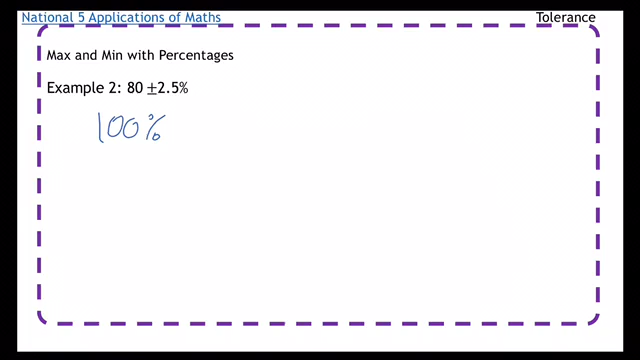 National 5 Applications of Maths
Tolerance
Max and Min with Percentages
Example 2: 80 ±2.5%
100%